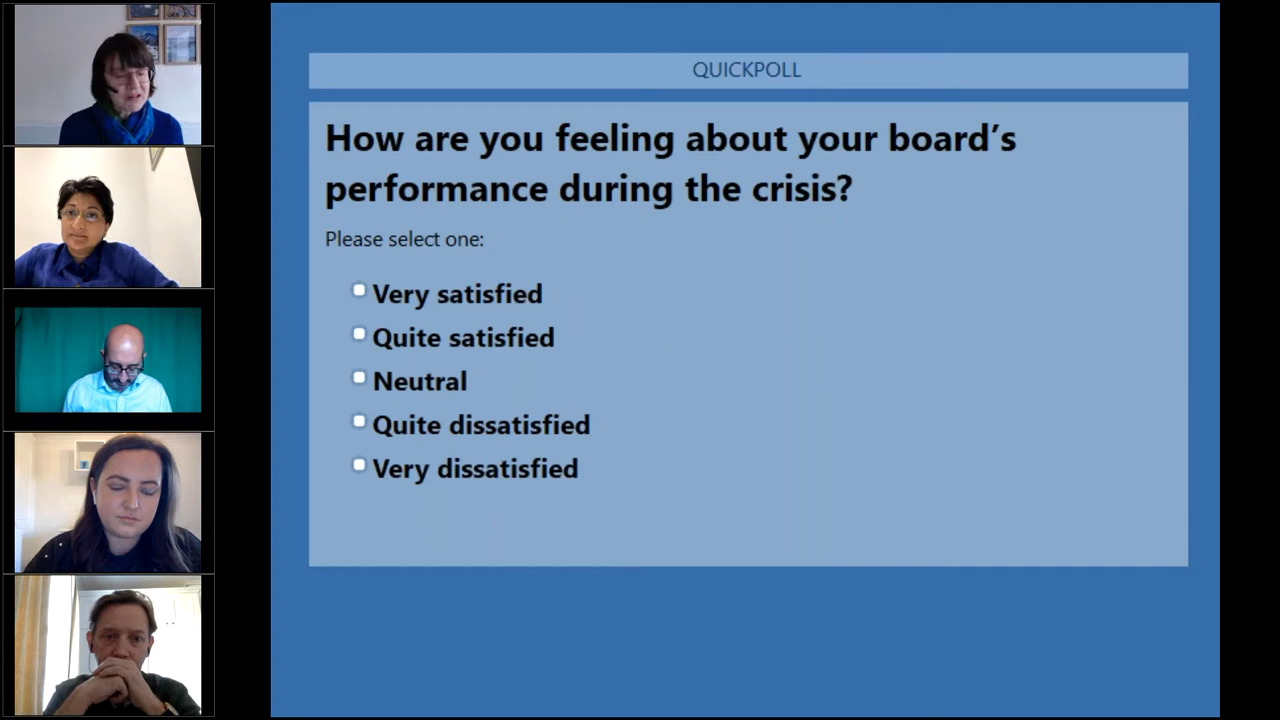 QUICKPOLL
How are you feeling about your board’s
performance during the crisis?
Please select one:
Very satisfied
Quite satisfied
Neutral
Quite dissatisfied
Very dissatisfied